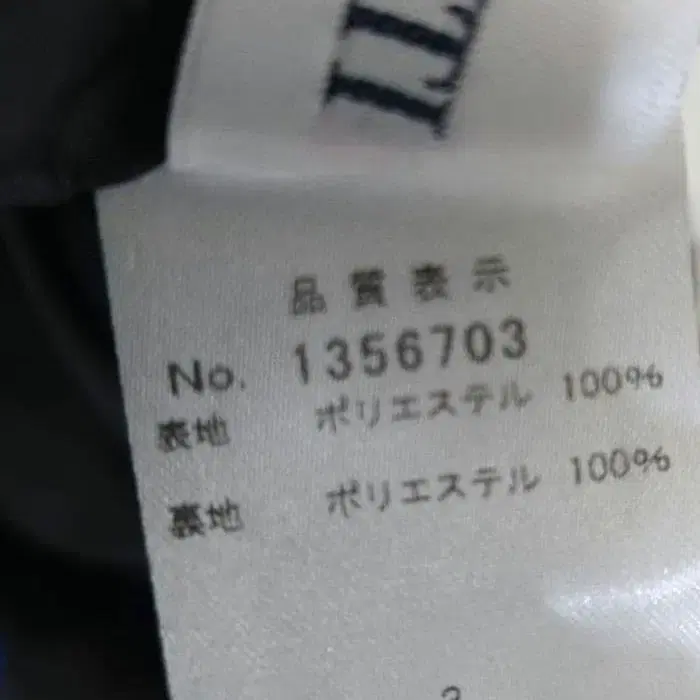 品質表示
No. 1356703
表地 ポリエステル 100%
裏地 ポリエステル 100%